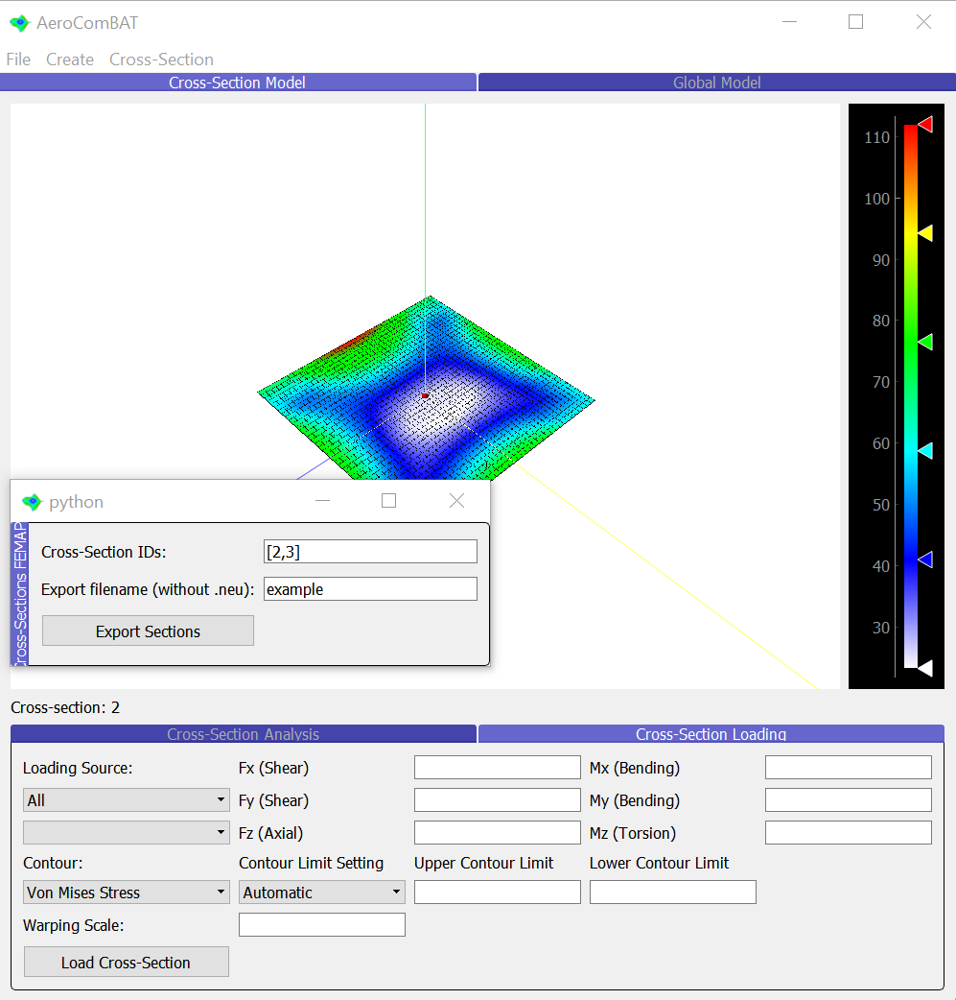 AeroComBAT
File Create Cross-Section
Cross-Section Model Global Model
110
100
90
80
70
60
50
40
30
python
Cross-Sections FEMAP
Cross-Section IDs: [2,3]
Export filename (without .neu): example
Export Sections
Cross-section: 2
Cross-Section Analysis Cross-Section Loading
Loading Source: Fx (Shear) Mx (Bending)
All Fy (Shear) My (Bending)
Fz (Axial) Mz (Torsion)
Contour: Contour Limit Setting Upper Contour Limit Lower Contour Limit
Von Mises Stress Automatic
Warping Scale:
Load Cross-Section